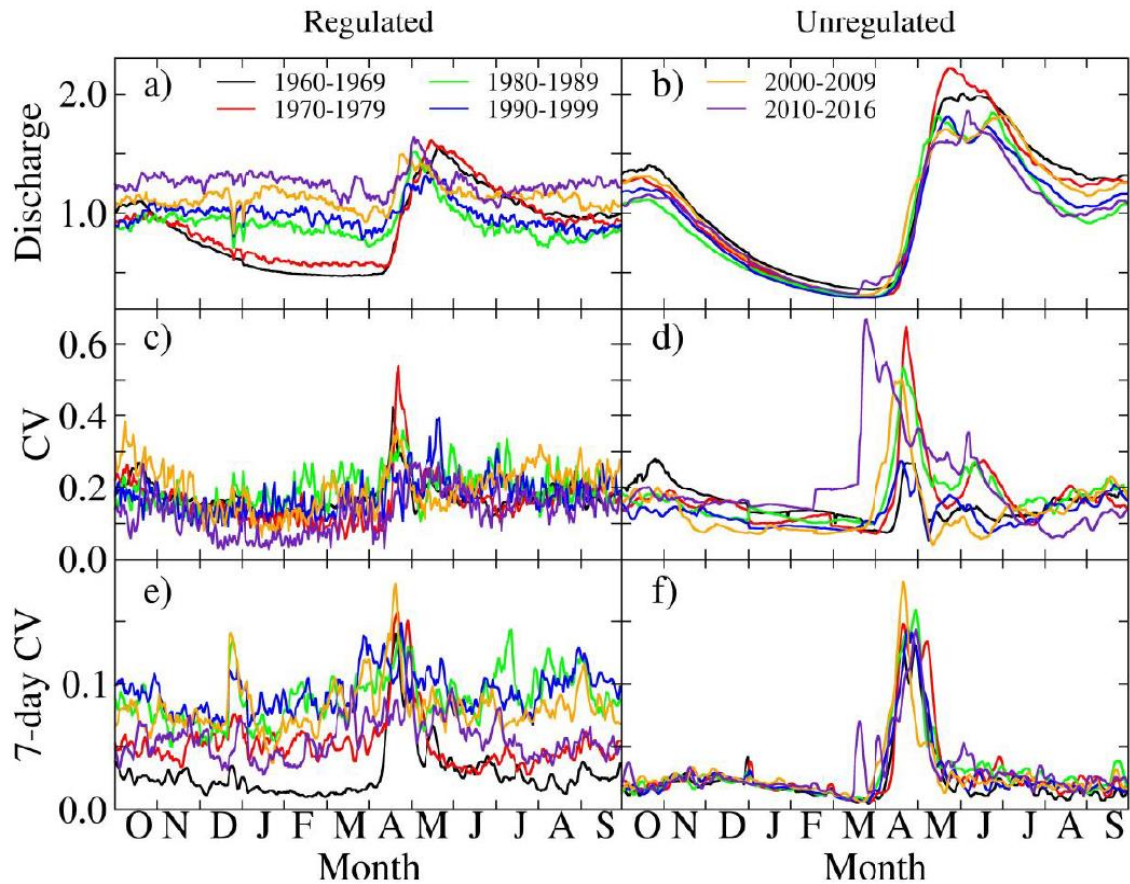 Regulated Unregulated
a) 1960-1969 1980-1989 b) 2000-2009
1970-1979 1990-1999 2010-2016
Discharge
2.0
1.0
c) d)
CV
0.6
0.4
0.2
0.0
e) f)
7-day CV
0.1
0.0
O N D J F M A M J J A S O N D J F M A M J J A S
Month Month